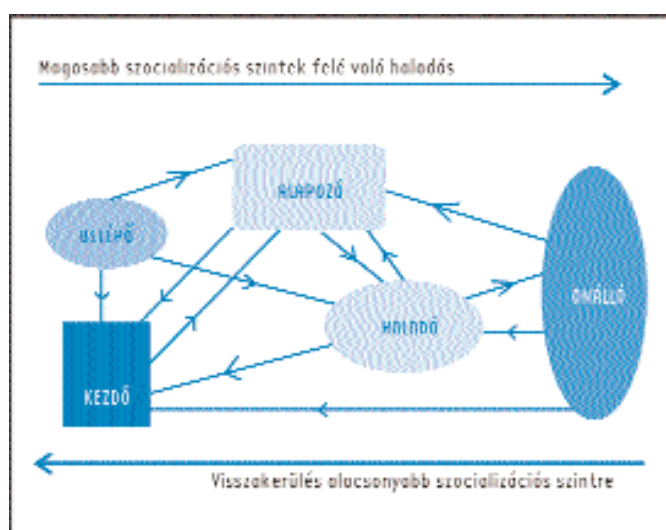 Magasabb szocializációs szintek felé való haladás
ALAPOZÓ
BELÉPŐ
ÖNÁLLÓ
HALADÓ
KEZDŐ
Visszakerülés alacsonyabb szocializációs szintre